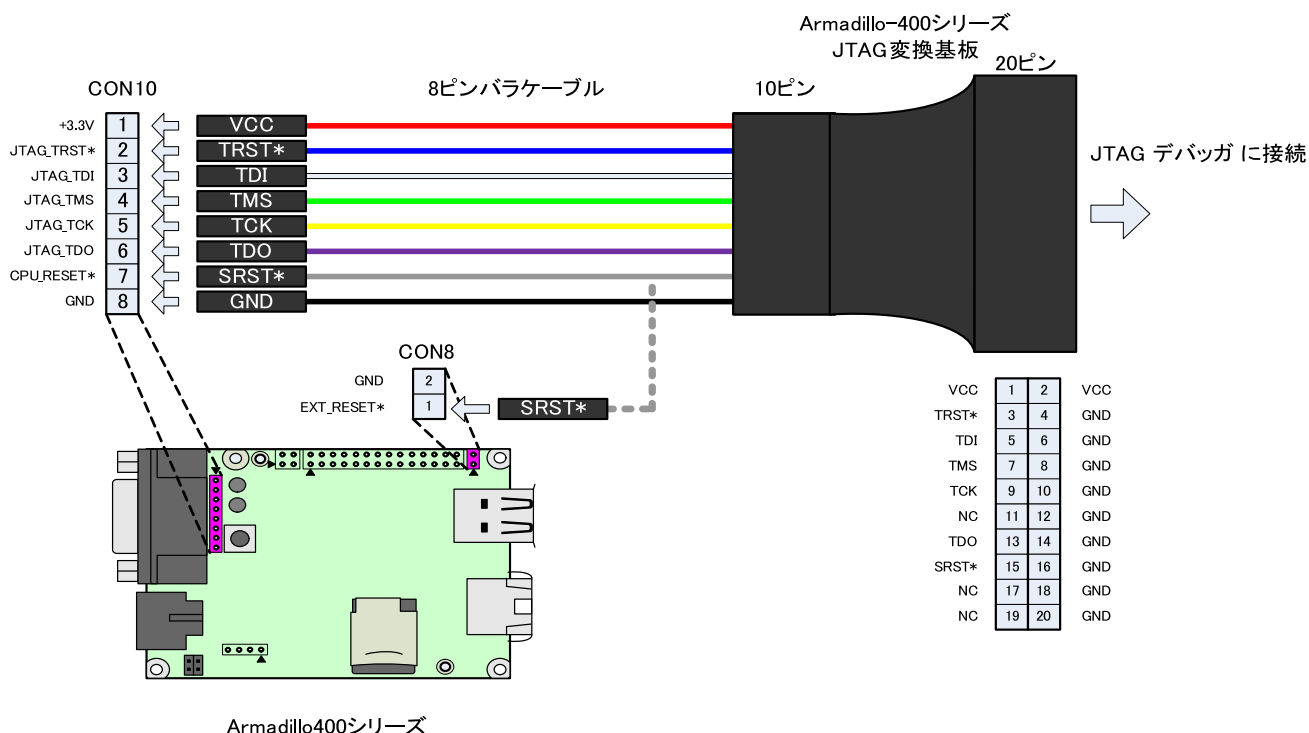 Armadillo-400シリーズ
JTAG変換基板
20ピン
CON10
8ピンバラケーブル
10ピン
+3.3V 1 VCC
JTAG_TRST* 2 TRST*
JTAG_TDI 3 TDI
JTAG_TMS 4 TMS
JTAG_TCK 5 TCK
JTAG_TDO 6 TDO
CPU_RESET* 7 SRST*
GND 8 GND
JTAG デバッガ に接続
CON8
GND 2
EXT_RESET* 1 SRST*
VCC 1 2 VCC
TRST* 3 4 GND
TDI 5 6 GND
TMS 7 8 GND
TCK 9 10 GND
NC 11 12 GND
TDO 13 14 GND
SRST* 15 16 GND
NC 17 18 GND
NC 19 20 GND
Armadillo400シリーズ